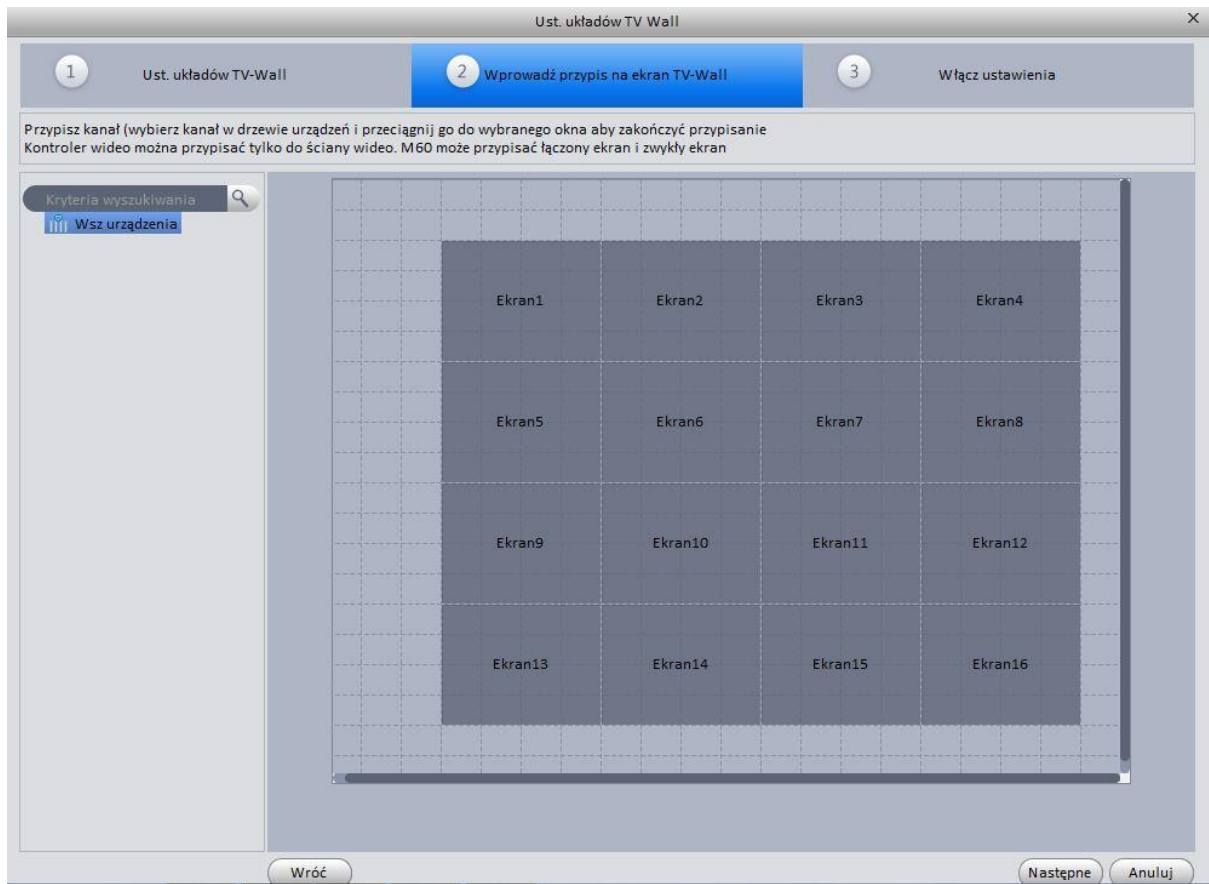 Ust. układów TV Wall
1 Ust. układów TV-Wall
2 Wprowadź przypis na ekran TV-Wall
3 Włącz ustawienia
Przypisz kanał (wybierz kanał w drzewie urządzeń i przeciągnij go do wybranego okna aby zakończyć przypisanie
Kontroler wideo można przypisać tylko do ściany wideo. M60 może przypisać łączony ekran i zwykły ekran
Kryteria wyszukiwania
Wsz urządzenia
Ekran1 Ekran2 Ekran3 Ekran4
Ekran5 Ekran6 Ekran7 Ekran8
Ekran9 Ekran10 Ekran11 Ekran12
Ekran13 Ekran14 Ekran15 Ekran16
Wróć Następne Anuluj